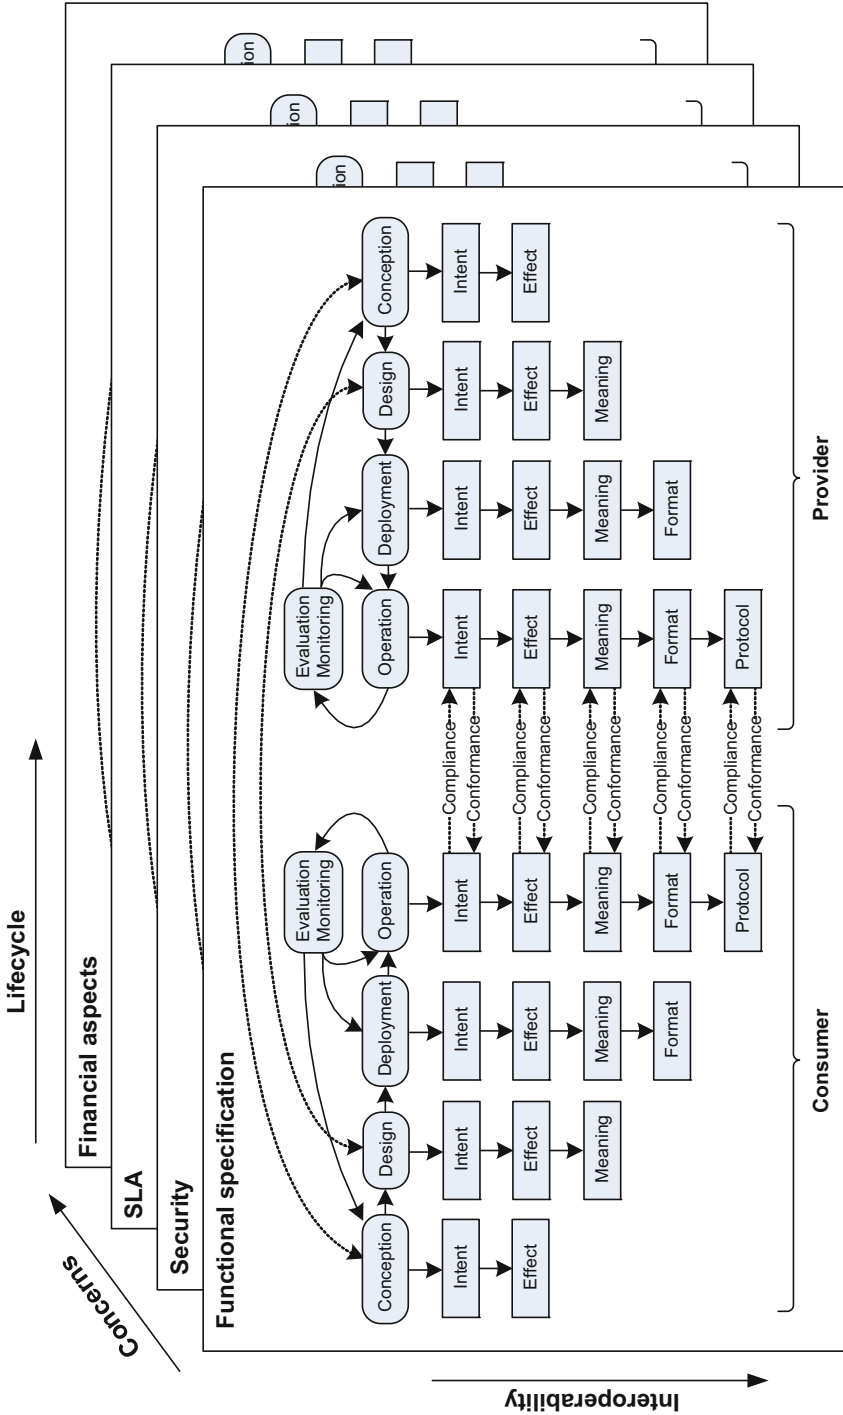 Lifecycle
Concerns
Interoperability
Financial aspects
SLA
Security
Functional specification
ion
ion
ion
Evaluation
Monitoring
Evaluation
Monitoring
Conception
Design
Deployment
Operation
Operation
Deployment
Design
Conception
Intent
Intent
Intent
Intent
Compliance
Conformance
Intent
Intent
Intent
Intent
Effect
Effect
Effect
Effect
Compliance
Conformance
Effect
Effect
Effect
Effect
Meaning
Meaning
Meaning
Compliance
Conformance
Meaning
Meaning
Meaning
Format
Format
Compliance
Conformance
Format
Format
Protocol
Compliance
Conformance
Protocol
Consumer
Provider